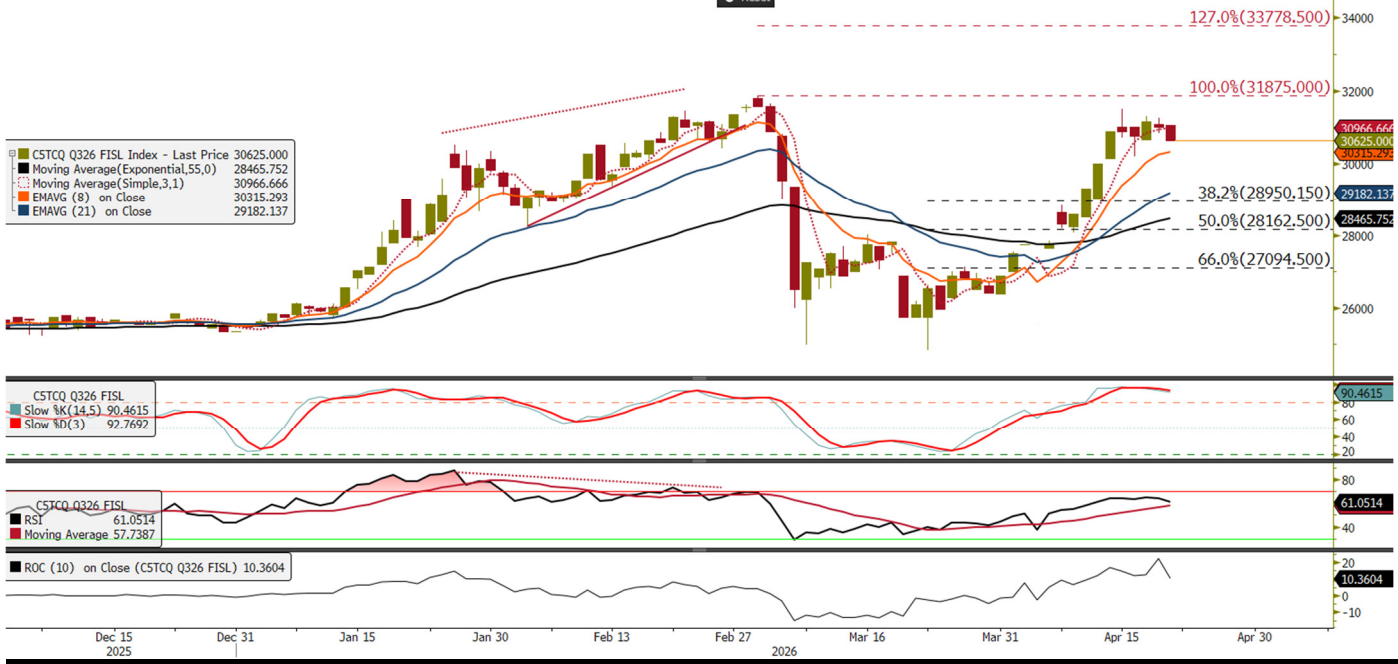 127.0%(33778.500)
34000
100.0%(31875.000)
32000
C5TCQ Q326 FISL Index - Last Price 30625.000
Moving Average(Exponential,55,0) 28465.752
Moving Average(Simple,3,1) 30966.666
EMAVG (8) on Close 30315.293
EMAVG (21) on Close 29182.137
30966.666
30625.000
30315.293
30000
38.2%(28950.150)
29182.137
50.0%(28162.500)
28465.752
28000
66.0%(27094.500)
26000
C5TCQ Q326 FISL
Slow %K(14,5) 90.4615
Slow %D(3) 92.7692
90.4615
80
60
40
20
C5TCQ Q326 FISL
RSI 61.0514
Moving Average 57.7387
80
61.0514
40
ROC (10) on Close (C5TCQ Q326 FISL) 10.3604
20
10.3604
0
-10
Dec 15 Dec 31 Jan 15 Jan 30 Feb 13 Feb 27 Mar 16 Mar 31 Apr 15 Apr 30
2025 2026